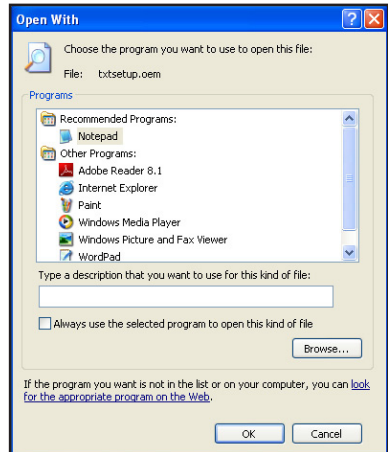 Open With
Choose the program you want to use to open this file:
File: txtsetup.oem
Programs
Recommended Programs:
Notepad
Other Programs:
Adobe Reader 8.1
Internet Explorer
Paint
Windows Media Player
Windows Picture and Fax Viewer
WordPad
Type a description that you want to use for this kind of file:
Always use the selected program to open this kind of file
Browse...
If the program you want is not in the list or on your computer, you can look
for the appropriate program on the Web.
OK Cancel